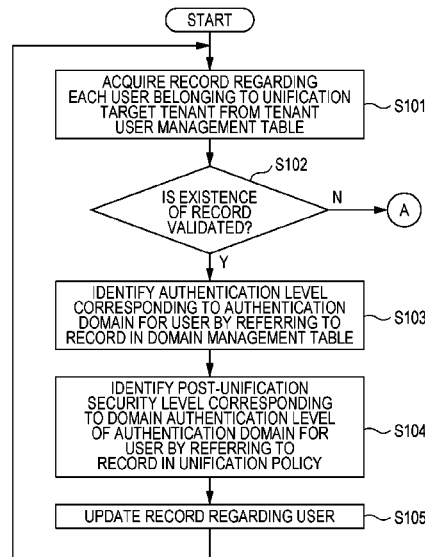 START
ACQUIRE RECORD REGARDING
EACH USER BELONGING TO UNIFICATION
TARGET TENANT FROM TENANT
USER MANAGEMENT TABLE
S101
S102
IS EXISTENCE
OF RECORD
VALIDATED?
N
A
Y
IDENTIFY AUTHENTICATION LEVEL
CORRESPONDING TO AUTHENTICATION
DOMAIN FOR USER BY REFERRING TO
RECORD IN DOMAIN MANAGEMENT TABLE
S103
IDENTIFY POST-UNIFICATION
SECURITY LEVEL CORRESPONDING
TO DOMAIN AUTHENTICATION LEVEL
OF AUTHENTICATION DOMAIN FOR
USER BY REFERRING TO
RECORD IN UNIFICATION POLICY
S104
UPDATE RECORD REGARDING USER
S105